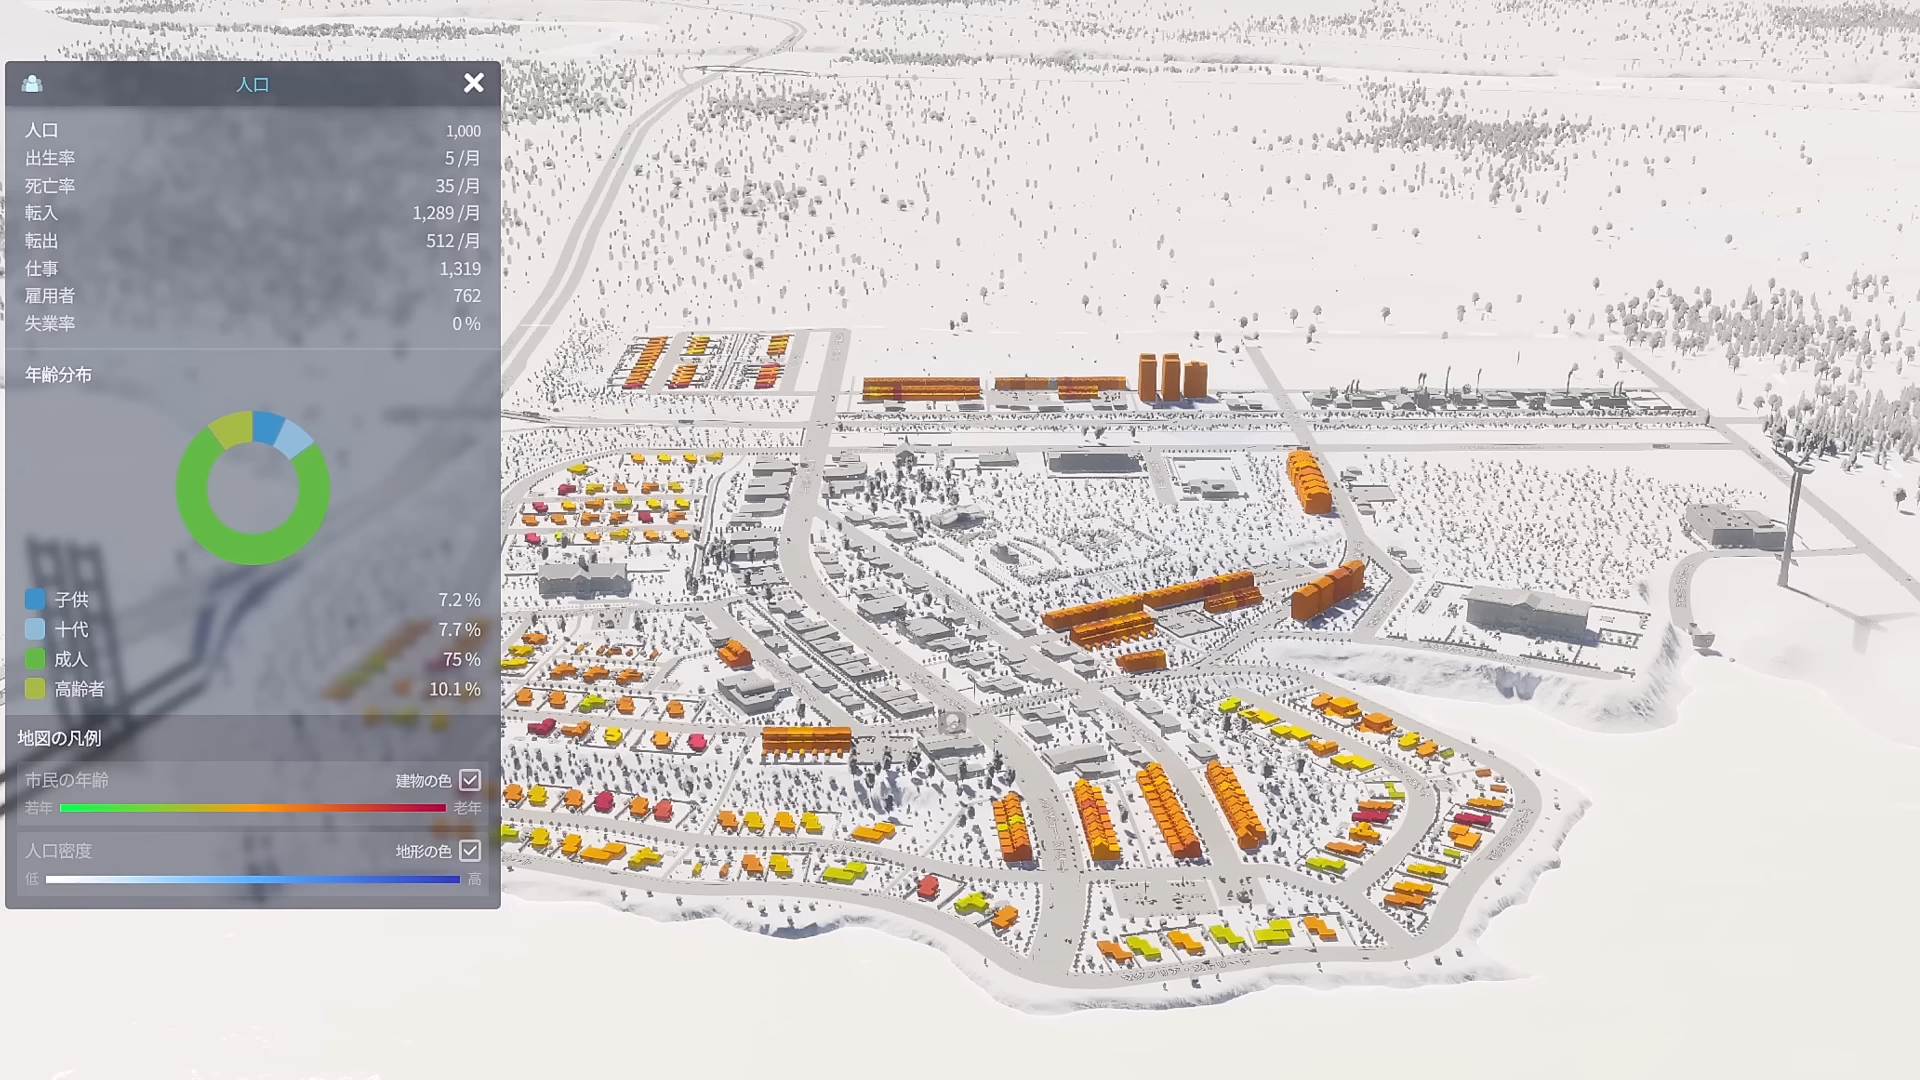 人口
人口 1,000
出生率 5 /月
死亡率 35 /月
転入 1,289 /月
転出 512 /月
仕事 1,319
雇用者 762
失業率 0 %
年齢分布
子供 7.2 %
十代 7.7 %
成人 75 %
高齢者 10.1 %
地図の凡例
市民の年齢 建物の色
若年 老年
人口密度 地形の色
低 高